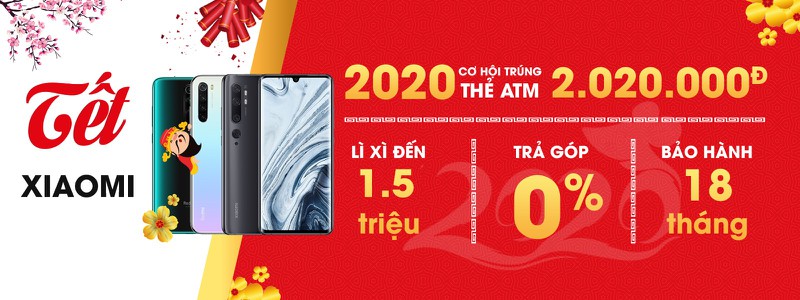 Tết
XIAOMI
2020 CƠ HỘI TRÚNG THẺ ATM 2.020.000Đ
LÌ XÌ ĐẾN
1.5
triệu
TRẢ GÓP
0%
BẢO HÀNH
18
tháng
2020